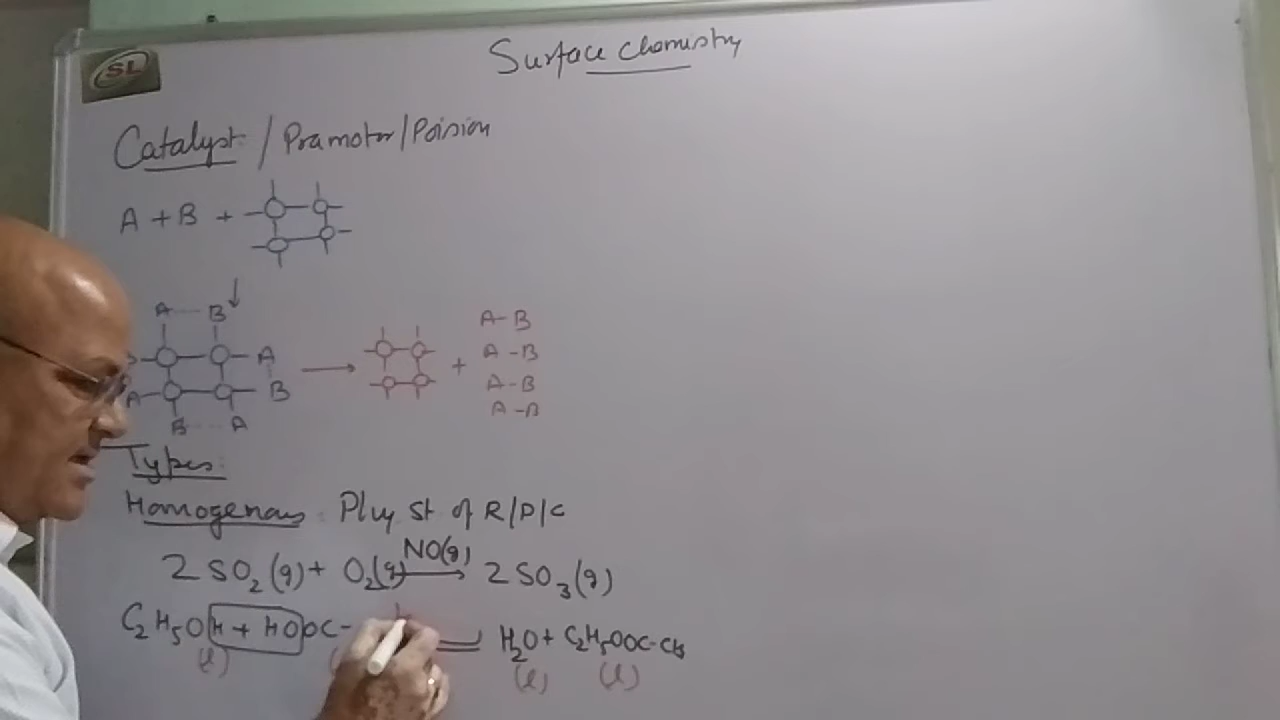 Surface Chemistry
SL
Catalyst / Pramotor/Poision
A + B +
A B
A
A B
B A
+
A-B
A-B
A-B
A-B
Types:
Homogenous: Phy St of R/P/C
2SO₂(g) + O₂(g) NO(g) → 2SO₃(g)
C₂H₅OH + HOOC- ⇌ H₂O + C₂H₅OOC-CH₃
(l) (l) (l)